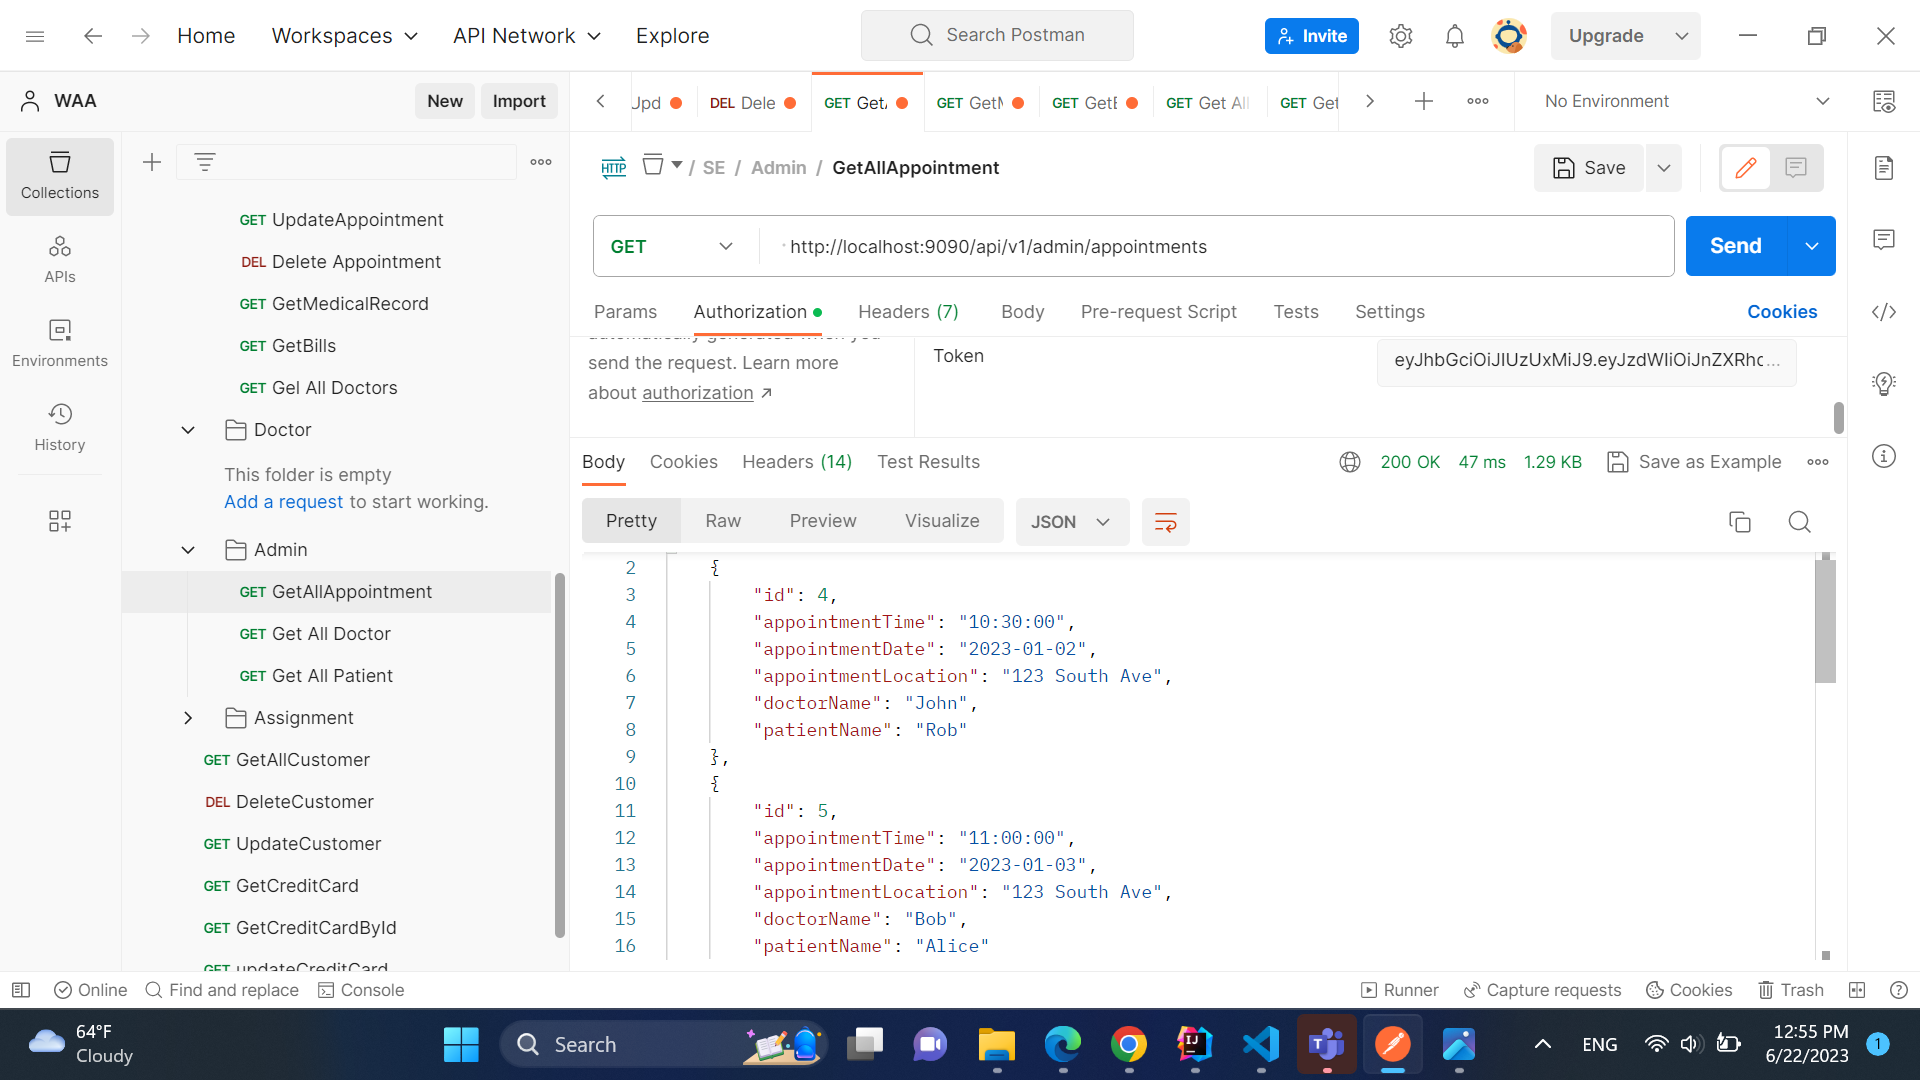 Home
Workspaces
API Network
Explore
Search Postman
Invite
Upgrade
WAA
New
Import
Upd
DEL Dele
GET GetA
GET GetM
GET GetB
GET Get All
GET Get
No Environment
Collections
APIs
Environments
History
GET UpdateAppointment
DEL Delete Appointment
GET GetMedicalRecord
GET GetBills
GET Gel All Doctors
Doctor
This folder is empty
Add a request to start working.
Admin
GET GetAllAppointment
GET Get All Doctor
GET Get All Patient
Assignment
GET GetAllCustomer
DEL DeleteCustomer
GET UpdateCustomer
GET GetCreditCard
GET GetCreditCardById
GET updateCreditCard
HTTP / SE / Admin / GetAllAppointment
Save
GET
http://localhost:9090/api/v1/admin/appointments
Send
Params
Authorization
Headers (7)
Body
Pre-request Script
Tests
Settings
Cookies
automatically generated when you
send the request. Learn more
about authorization ↗
Token
eyJhbGciOiJIUzUxMiJ9.eyJzdWIiOiJnZXRhc...
Body
Cookies
Headers (14)
Test Results
200 OK
47 ms
1.29 KB
Save as Example
Pretty
Raw
Preview
Visualize
JSON
2 {
3 "id": 4,
4 "appointmentTime": "10:30:00",
5 "appointmentDate": "2023-01-02",
6 "appointmentLocation": "123 South Ave",
7 "doctorName": "John",
8 "patientName": "Rob"
9 },
10 {
11 "id": 5,
12 "appointmentTime": "11:00:00",
13 "appointmentDate": "2023-01-03",
14 "appointmentLocation": "123 South Ave",
15 "doctorName": "Bob",
16 "patientName": "Alice"
Online
Find and replace
Console
Runner
Capture requests
Cookies
Trash
64°F
Cloudy
Search
ENG
12:55 PM
6/22/2023
1